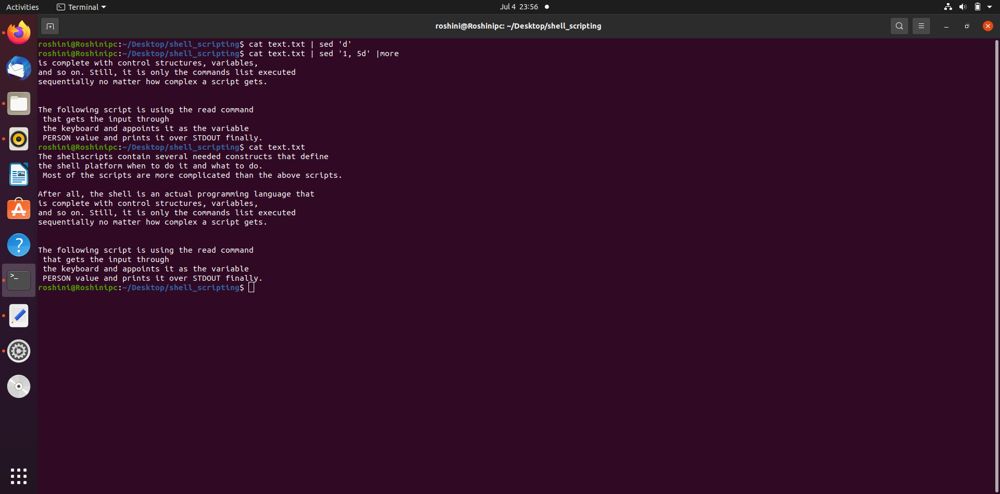 Activities
Terminal
Jul 4 23:56
roshini@Roshinipc: ~/Desktop/shell_scripting
roshini@Roshinipc:~/Desktop/shell_scripting$ cat text.txt | sed 'd'
roshini@Roshinipc:~/Desktop/shell_scripting$ cat text.txt | sed '1, 5d' |more
is complete with control structures, variables,
and so on. Still, it is only the commands list executed
sequentially no matter how complex a script gets.
The following script is using the read command
that gets the input through
the keyboard and appoints it as the variable
PERSON value and prints it over STDOUT finally.
roshini@Roshinipc:~/Desktop/shell_scripting$ cat text.txt
The shellscripts contain several needed constructs that define
the shell platform when to do it and what to do.
Most of the scripts are more complicated than the above scripts.
After all, the shell is an actual programming language that
is complete with control structures, variables,
and so on. Still, it is only the commands list executed
sequentially no matter how complex a script gets.
The following script is using the read command
that gets the input through
the keyboard and appoints it as the variable
PERSON value and prints it over STDOUT finally.
roshini@Roshinipc:~/Desktop/shell_scripting$